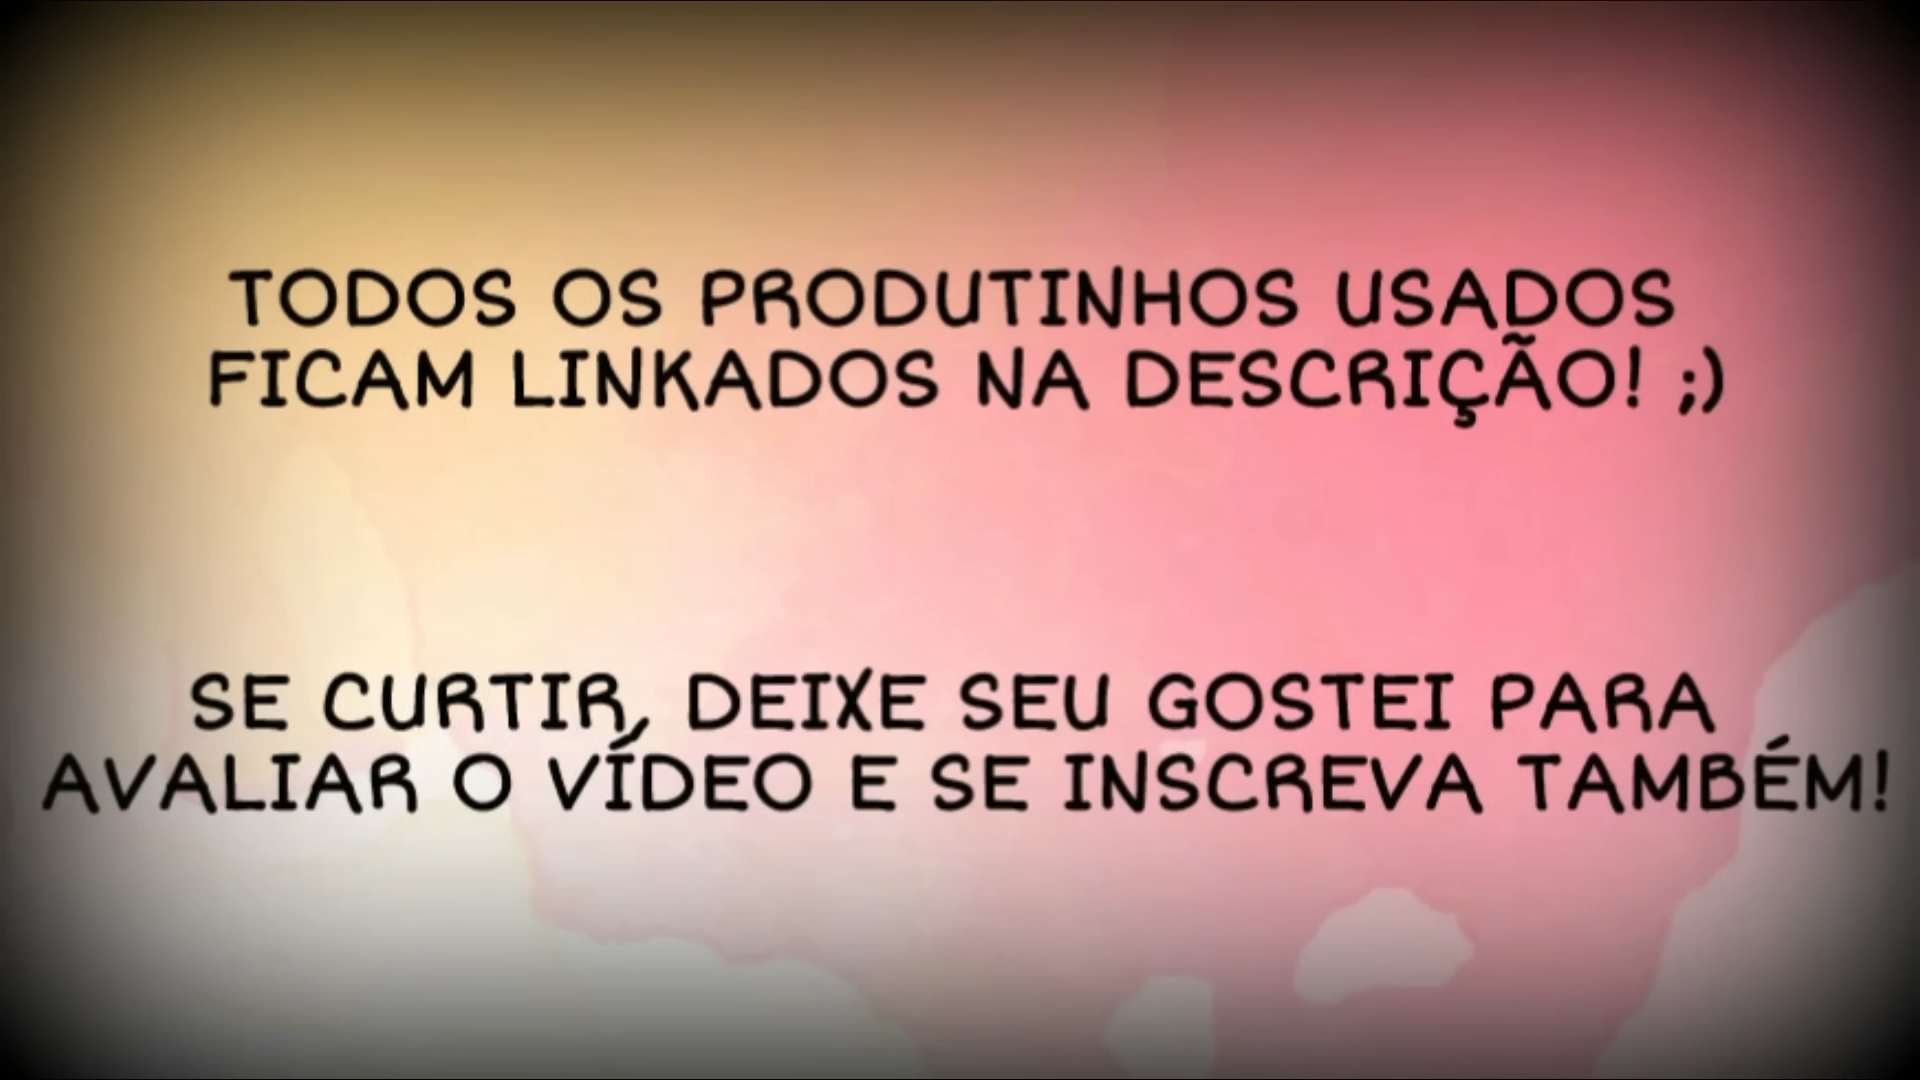 TODOS OS PRODUTINHOS USADOS
FICAM LINKADOS NA DESCRIÇÃO! ;)
SE CURTIR, DEIXE SEU GOSTEI PARA
AVALIAR O VÍDEO E SE INSCREVA TAMBÉM!